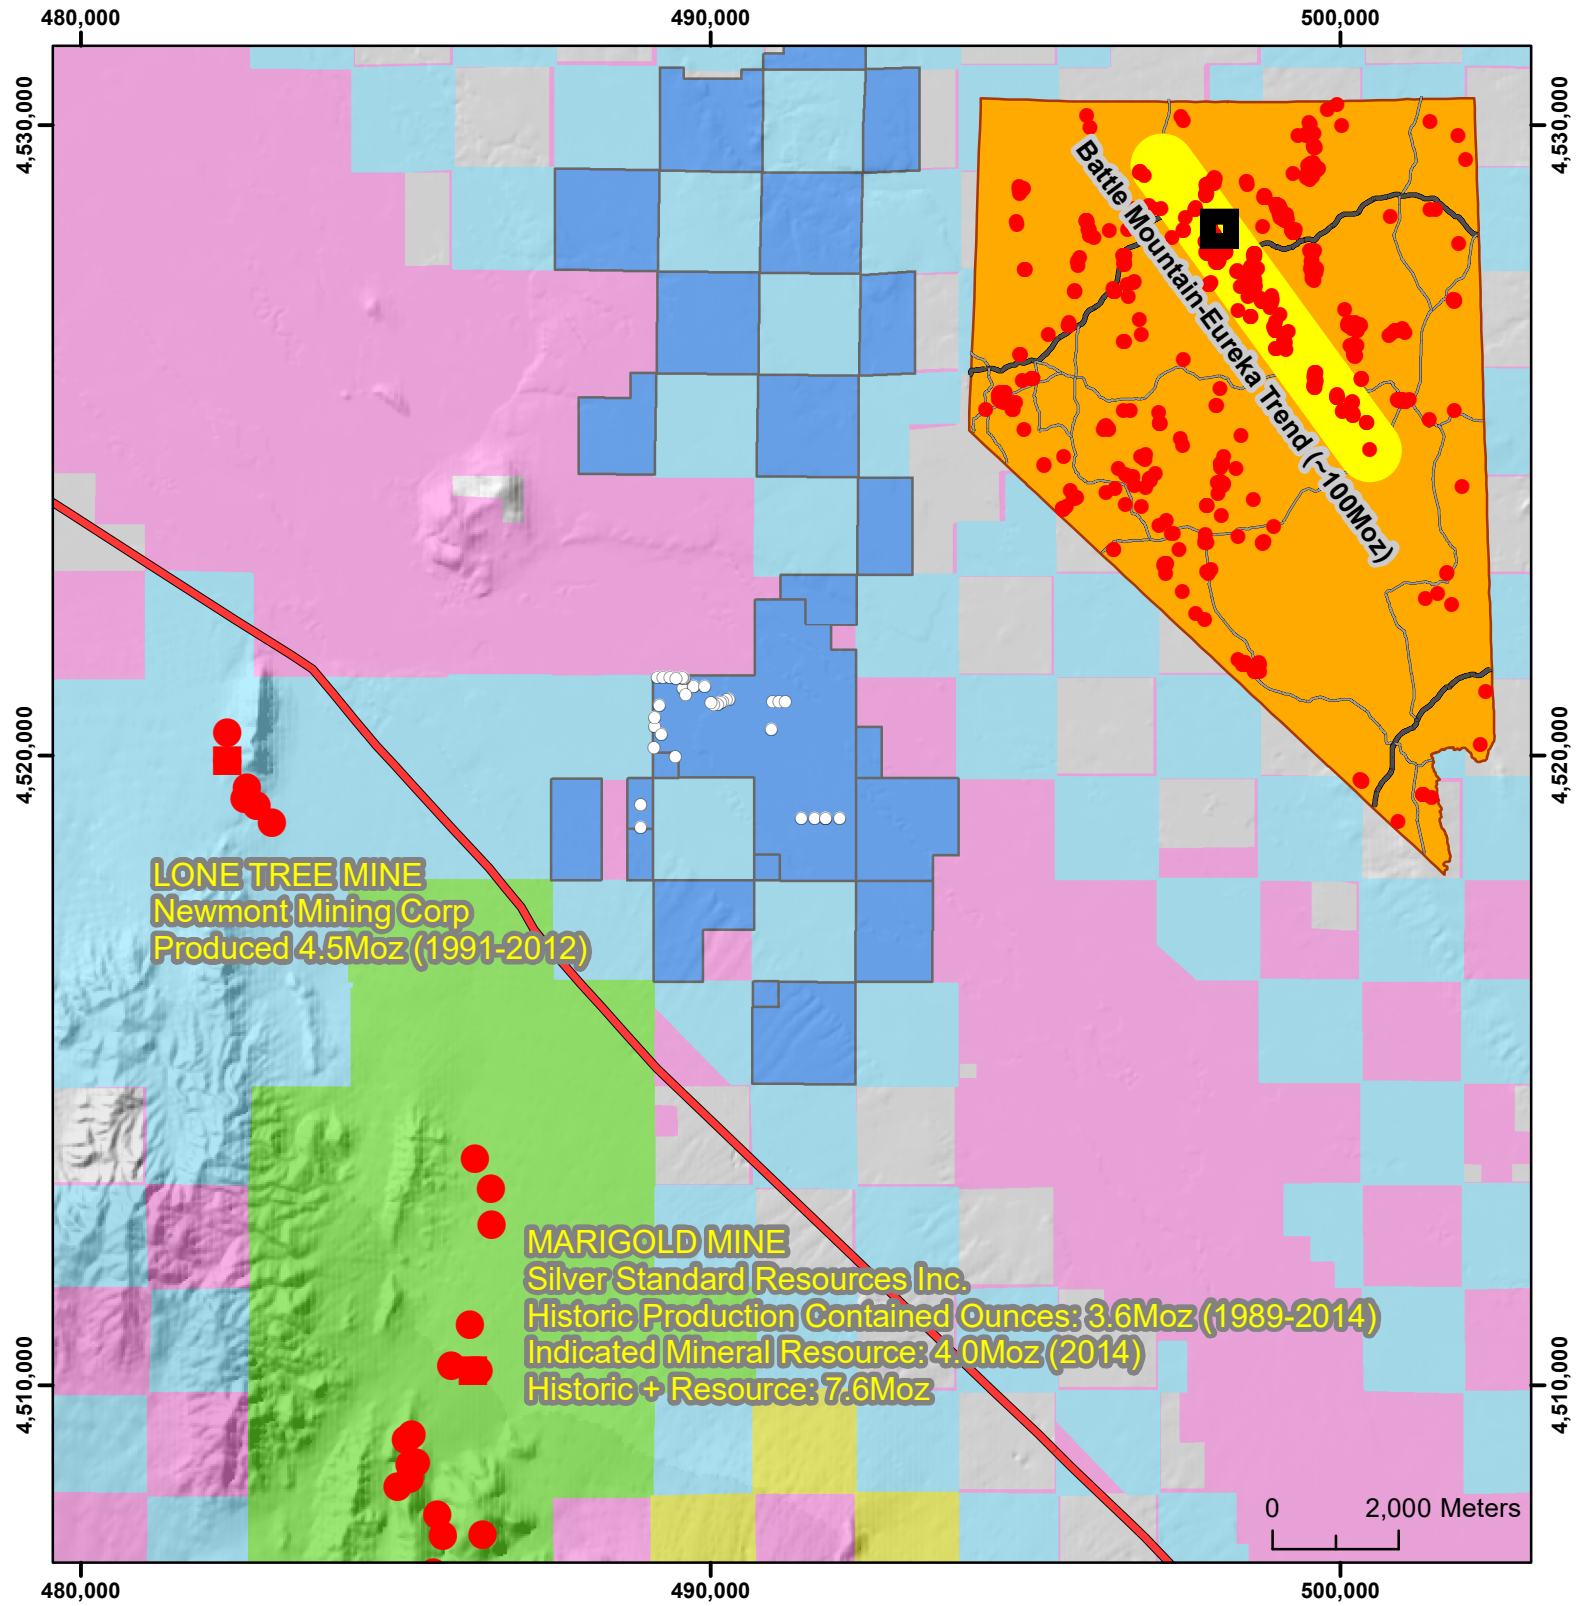 480,000
490,000
500,000
4,530,000
4,530,000
Battle Mountain-Eureka Trend (~100Moz)
4,520,000
4,520,000
LONE TREE MINE
Newmont Mining Corp
Produced 4.5Moz (1991-2012)
MARIGOLD MINE
Silver Standard Resources Inc.
Historic Production Contained Ounces: 3.6Moz (1989-2014)
Indicated Mineral Resource: 4.0Moz (2014)
Historic + Resource: 7.6Moz
4,510,000
4,510,000
0 2,000 Meters
480,000
490,000
500,000